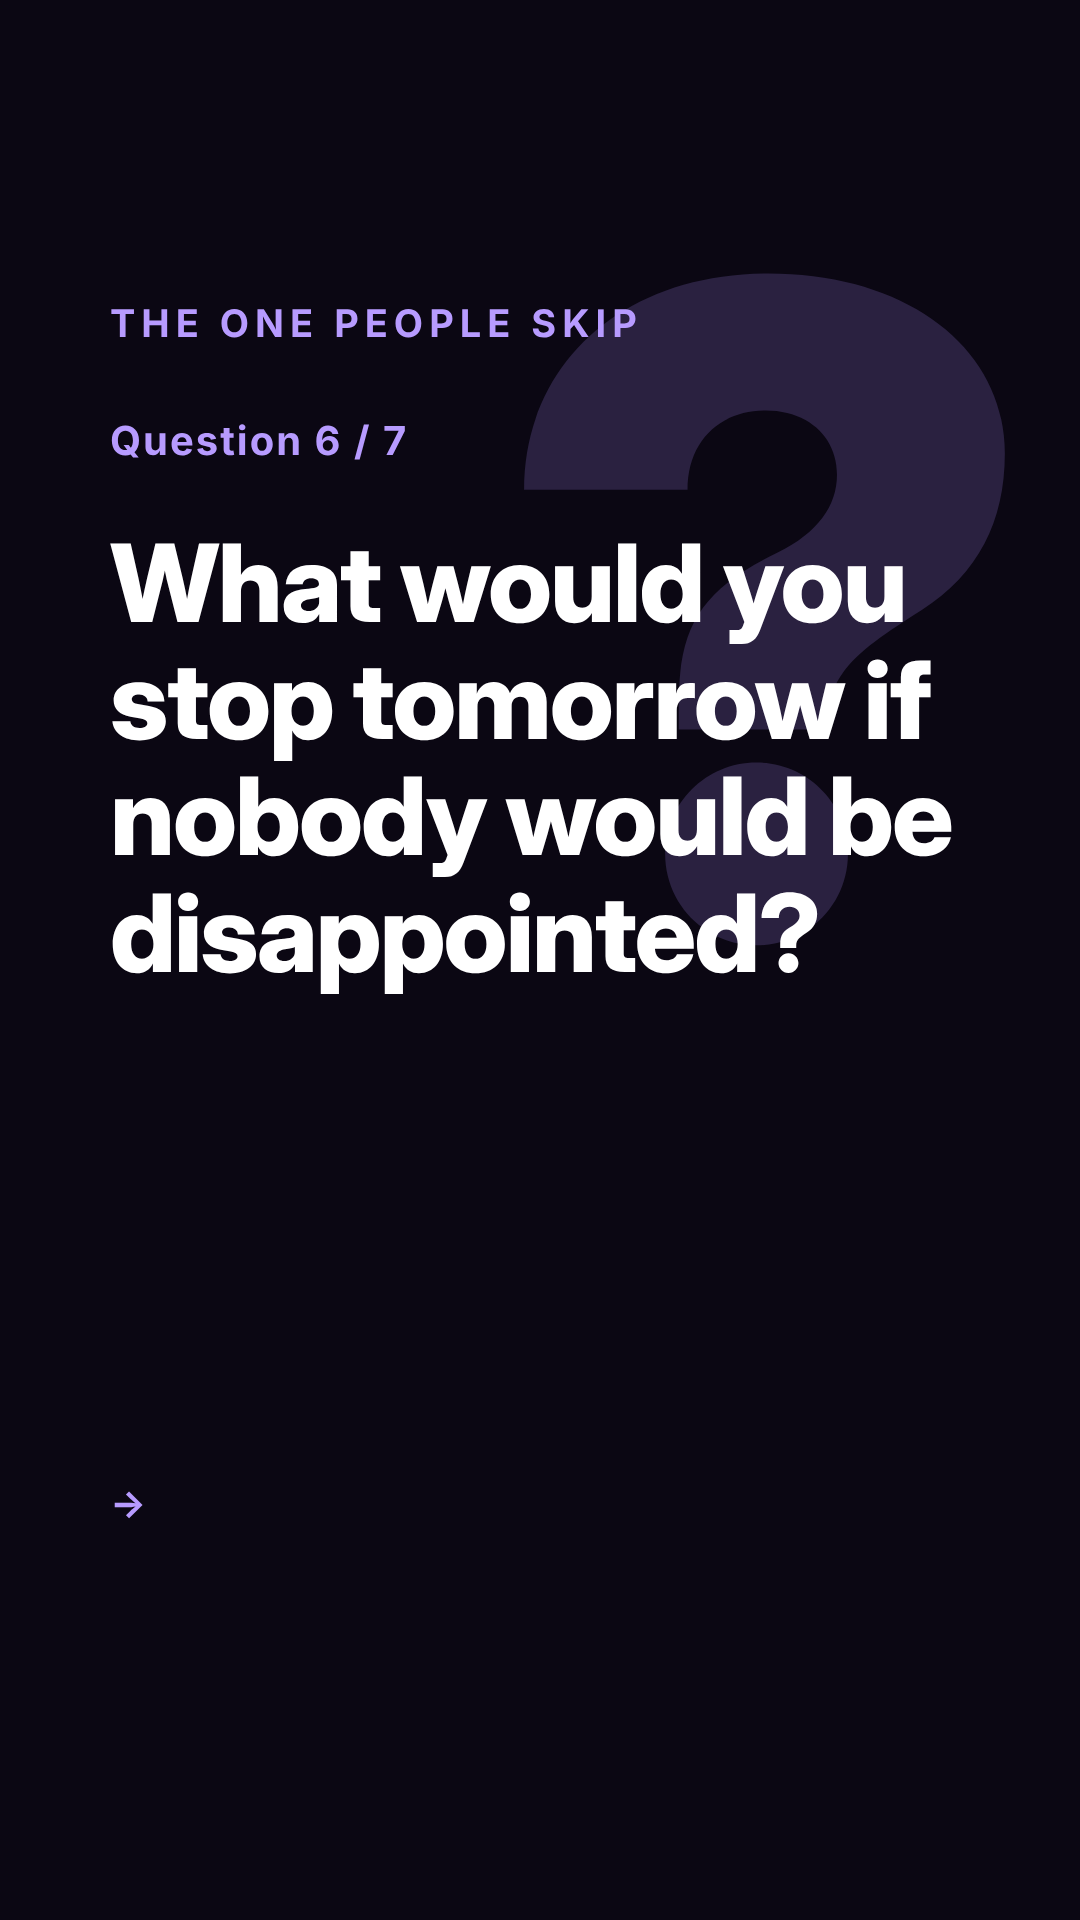 THE ONE PEOPLE SKIP
Question 6 / 7
What would you
stop tomorrow if
nobody would be
disappointed?
→